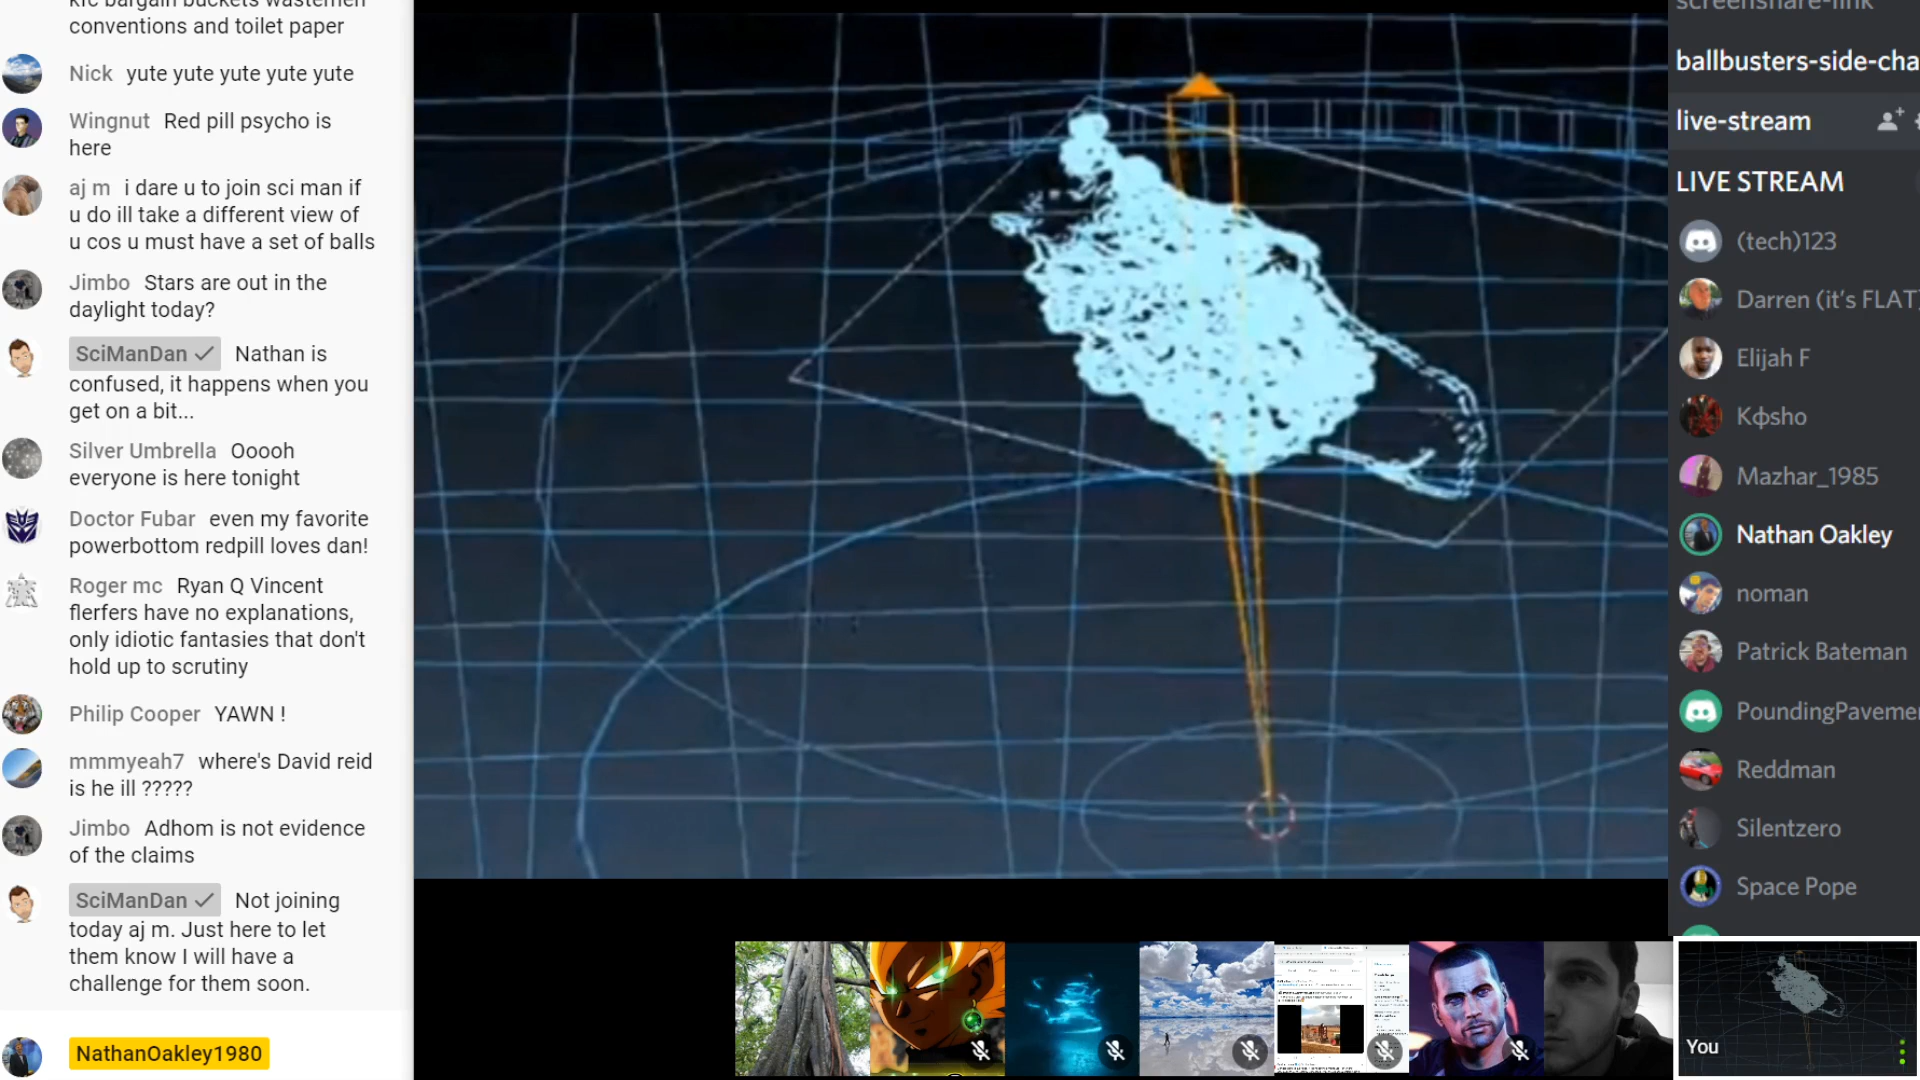 kfc bargain buckets wastemen
conventions and toilet paper
Nick yute yute yute yute yute
Wingnut Red pill psycho is
here
aj m i dare u to join sci man if
u do ill take a different view of
u cos u must have a set of balls
Jimbo Stars are out in the
daylight today?
SciManDan Nathan is
confused, it happens when you
get on a bit...
Silver Umbrella Ooooh
everyone is here tonight
Doctor Fubar even my favorite
powerbottom redpill loves dan!
Roger mc Ryan Q Vincent
flerfers have no explanations,
only idiotic fantasies that don't
hold up to scrutiny
Philip Cooper YAWN !
mmmyeah7 where's David reid
is he ill ?????
Jimbo Adhom is not evidence
of the claims
SciManDan Not joining
today aj m. Just here to let
them know I will have a
challenge for them soon.
NathanOakley1980
screenshare-link
ballbusters-side-cha
live-stream
LIVE STREAM
(tech)123
Darren (it's FLAT
Elijah F
Kфsho
Mazhar_1985
Nathan Oakley
noman
Patrick Bateman
PoundingPaveme
Reddman
Silentzero
Space Pope
You